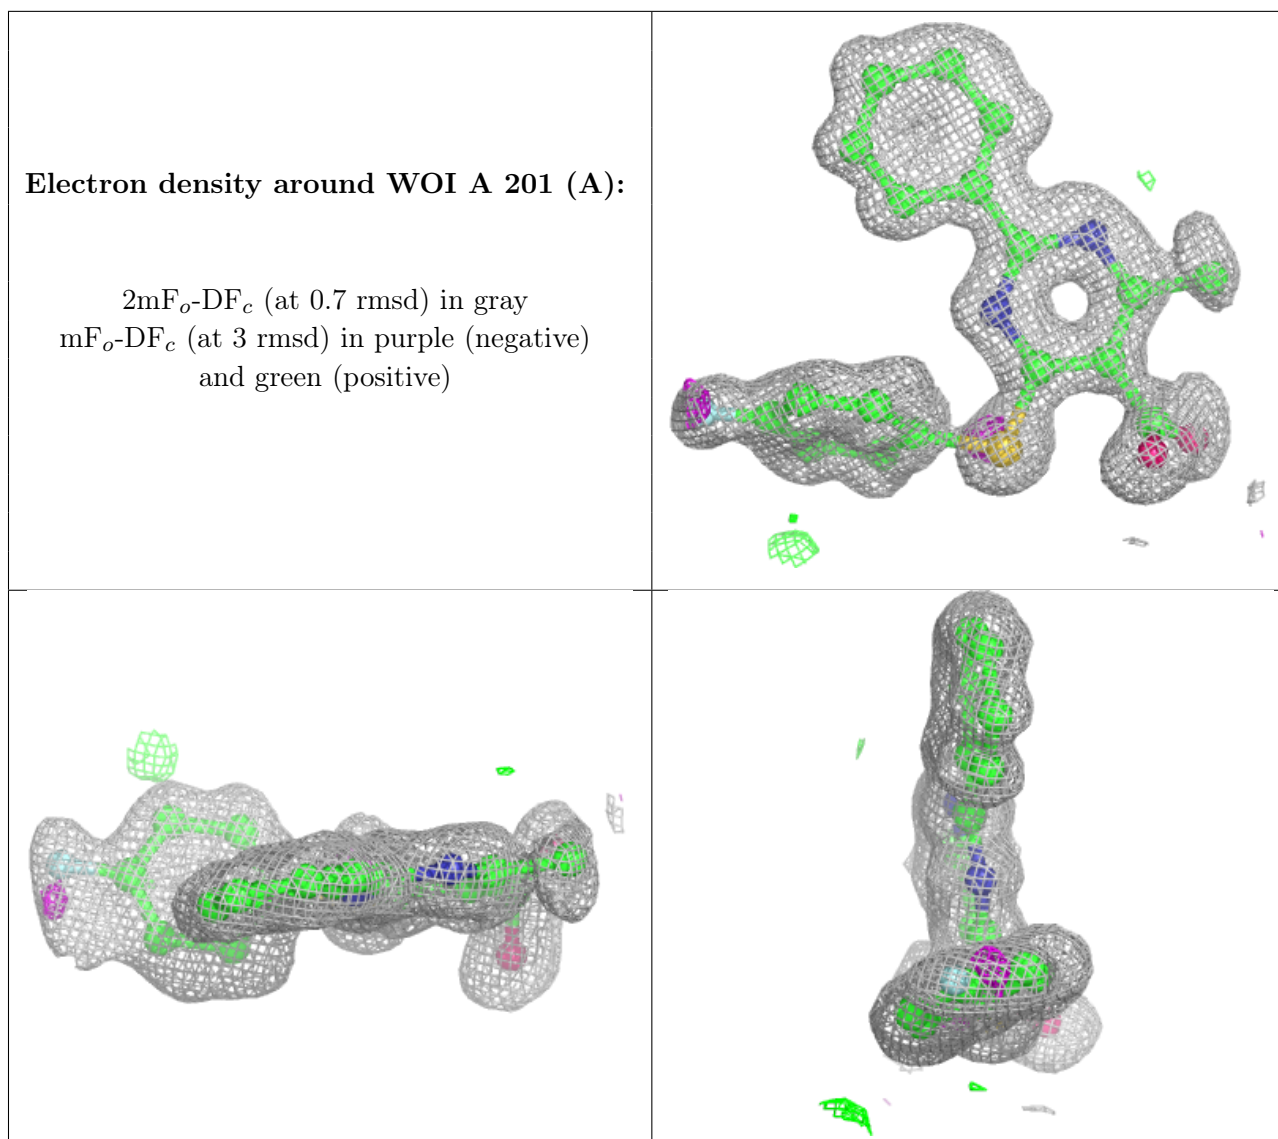 Electron density around WOI A 201 (A):
2mFo-DFc (at 0.7 rmsd) in gray
mFo-DFc (at 3 rmsd) in purple (negative)
and green (positive)